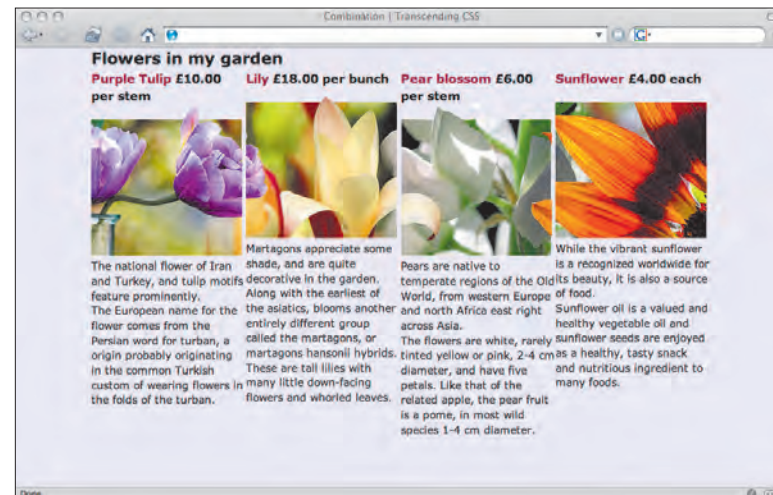 Combination | Transcending CSS
Flowers in my garden
Purple Tulip £10.00
per stem
The national flower of Iran
and Turkey, and tulip motifs
feature prominently.
The European name for the
flower comes from the
Persian word for turban, a
origin probably originating
in the common Turkish
custom of wearing flowers in
the folds of the turban.
Lily £18.00 per bunch
Martagons appreciate some
shade, and are quite
decorative in the garden.
Along with the earliest of
the asiatics, blooms another
entirely different group
called the martagons, or
martagons hansonii hybrids.
These are tall lilies with
many little down-facing
flowers and whorled leaves.
Pear blossom £6.00
per stem
Pears are native to
temperate regions of the Old
World, from western Europe
and north Africa east right
across Asia.
The flowers are white, rarely
tinted yellow or pink, 2-4 cm
diameter, and have five
petals. Like that of the
related apple, the pear fruit
is a pome, in most wild
species 1-4 cm diameter.
Sunflower £4.00 each
While the vibrant sunflower
is a recognized worldwide for
its beauty, it is also a source
of food.
Sunflower oil is a valued and
healthy vegetable oil and
sunflower seeds are enjoyed
as a healthy, tasty snack
and nutritious ingredient to
many foods.
Done